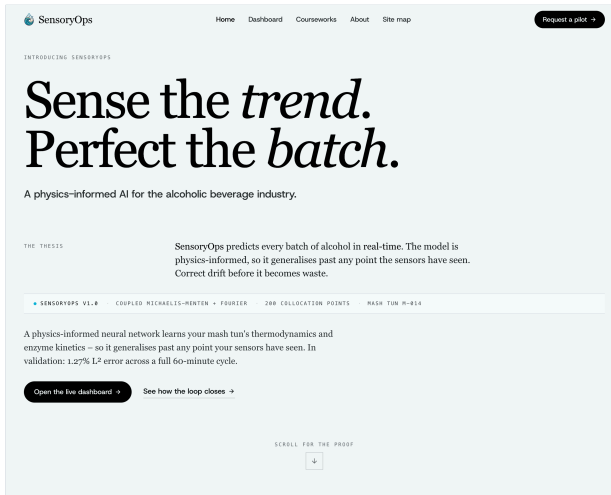 SensoryOps
Home Dashboard Courseworks About Site map
Request a pilot →
INTRODUCING SENSORYOPS
Sense the trend.
Perfect the batch.
A physics-informed AI for the alcoholic beverage industry.
THE THESIS
SensoryOps predicts every batch of alcohol in real-time. The model is
physics-informed, so it generalises past any point the sensors have seen.
Correct drift before it becomes waste.
SENSORYOPS V1.0 · COUPLED MICHAELIS-MENTEN + FOURIER · 200 COLLOCATION POINTS · MASH TUN M-014
A physics-informed neural network learns your mash tun's thermodynamics and
enzyme kinetics – so it generalises past any point your sensors have seen. In
validation: 1.27% L² error across a full 60-minute cycle.
Open the live dashboard →
See how the loop closes →
SCROLL FOR THE PROOF
↓